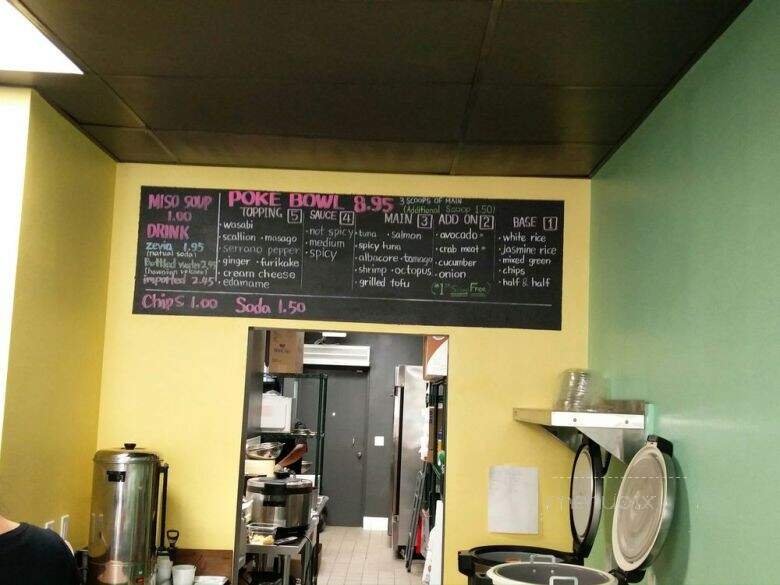 MISO SOUP
1.00
DRINK
zevia 1.95
(natural soda)
Bottled water
imported 2.45
Chips 1.00 Soda 1.50
POKE BOWL 8.95
3 SCOOPS OF MAIN
(Additional Scoop 1.50)
TOPPING 5
• wasabi
• scallion • masago
• serrano pepper
• ginger • furikake
• cream cheese
• edamame
SAUCE 4
• not spicy
• medium
• spicy
MAIN 3
• tuna • salmon
• spicy tuna
• albacore • tamago
• shrimp • octopus
• grilled tofu
ADD ON 2
• avocado *
• crab meat *
• cucumber
• onion
Free
BASE 1
• white rice
• jasmine rice
• mixed green
• chips
• half & half